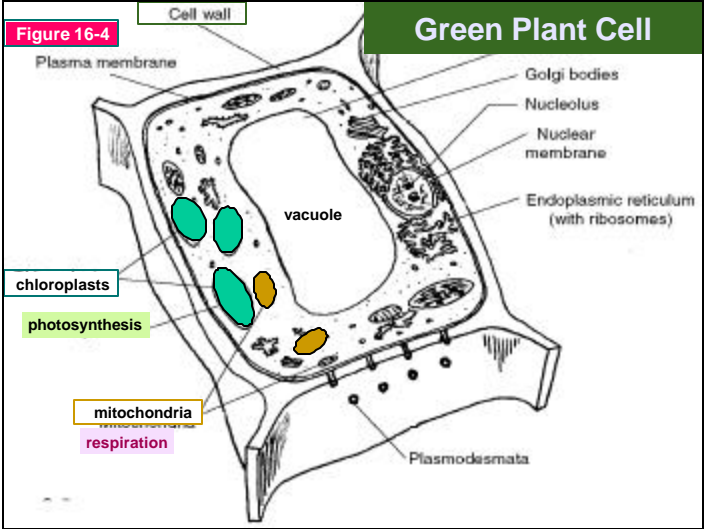 Cell wall
Green Plant Cell
Figure 16-4
Plasma membrane
Golgi bodies
Nucleolus
Nuclear
membrane
Endoplasmic reticulum
(with ribosomes)
vacuole
chloroplasts
photosynthesis
mitochondria
respiration
Plasmodesmata